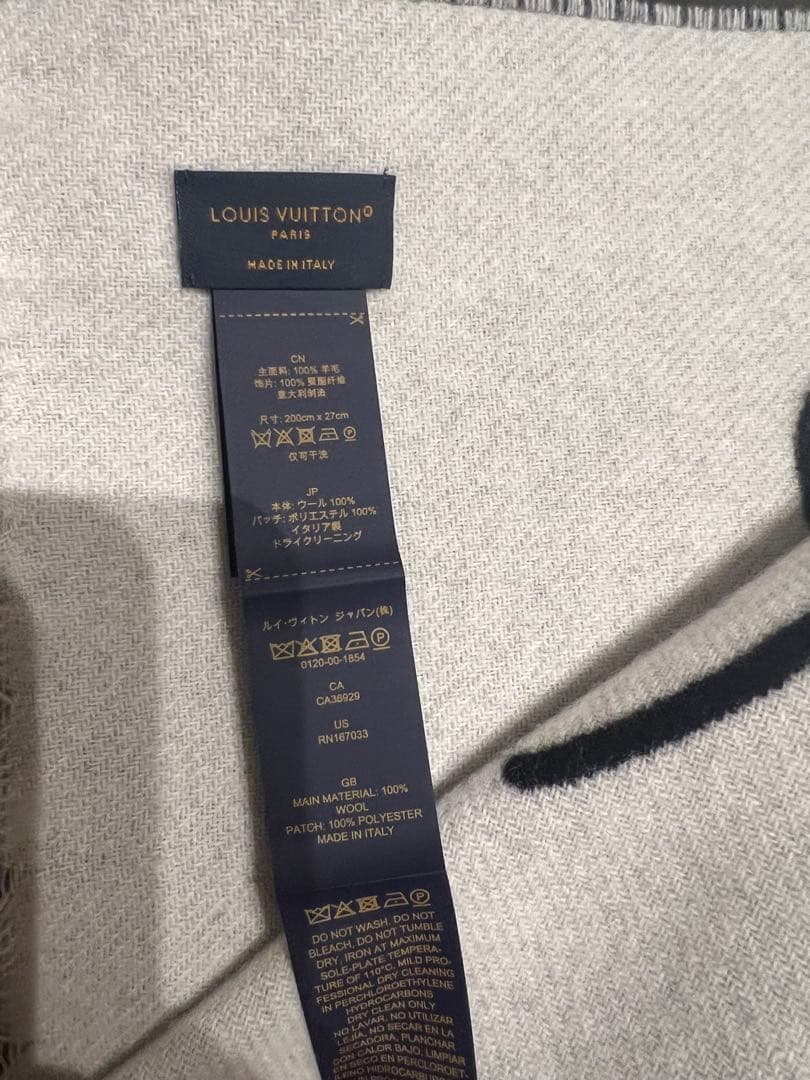 LOUIS VUITTON
PARIS
MADE IN ITALY
CN
主面料: 100% 羊毛
饰片: 100% 聚酯纤维
意大利制造
尺寸: 200cm x 27cm
仅可干洗
JP
本体: ウール 100%
パッチ: ポリエステル 100%
イタリア製
ドライクリーニング
ルイ・ヴィトン ジャパン(株)
0120-00-1854
CA
CA36929
US
RN167033
GB
MAIN MATERIAL: 100%
WOOL
PATCH: 100% POLYESTER
MADE IN ITALY
DO NOT WASH, DO NOT
BLEACH, DO NOT TUMBLE
DRY, IRON AT MAXIMUM
SOLE-PLATE TEMPERA-
TURE OF 110°C, MILD PRO-
FESSIONAL DRY CLEANING
IN PERCHLOROETHYLENE
HYDROCARBONS
DRY CLEAN ONLY
NO LAVAR, NO UTILIZAR
LEJÍA, NO SECAR EN LA
SECADORA, PLANCHAR
CON CALOR BAJO, LIMPIAR
EN SECO EN PERCLOROET-